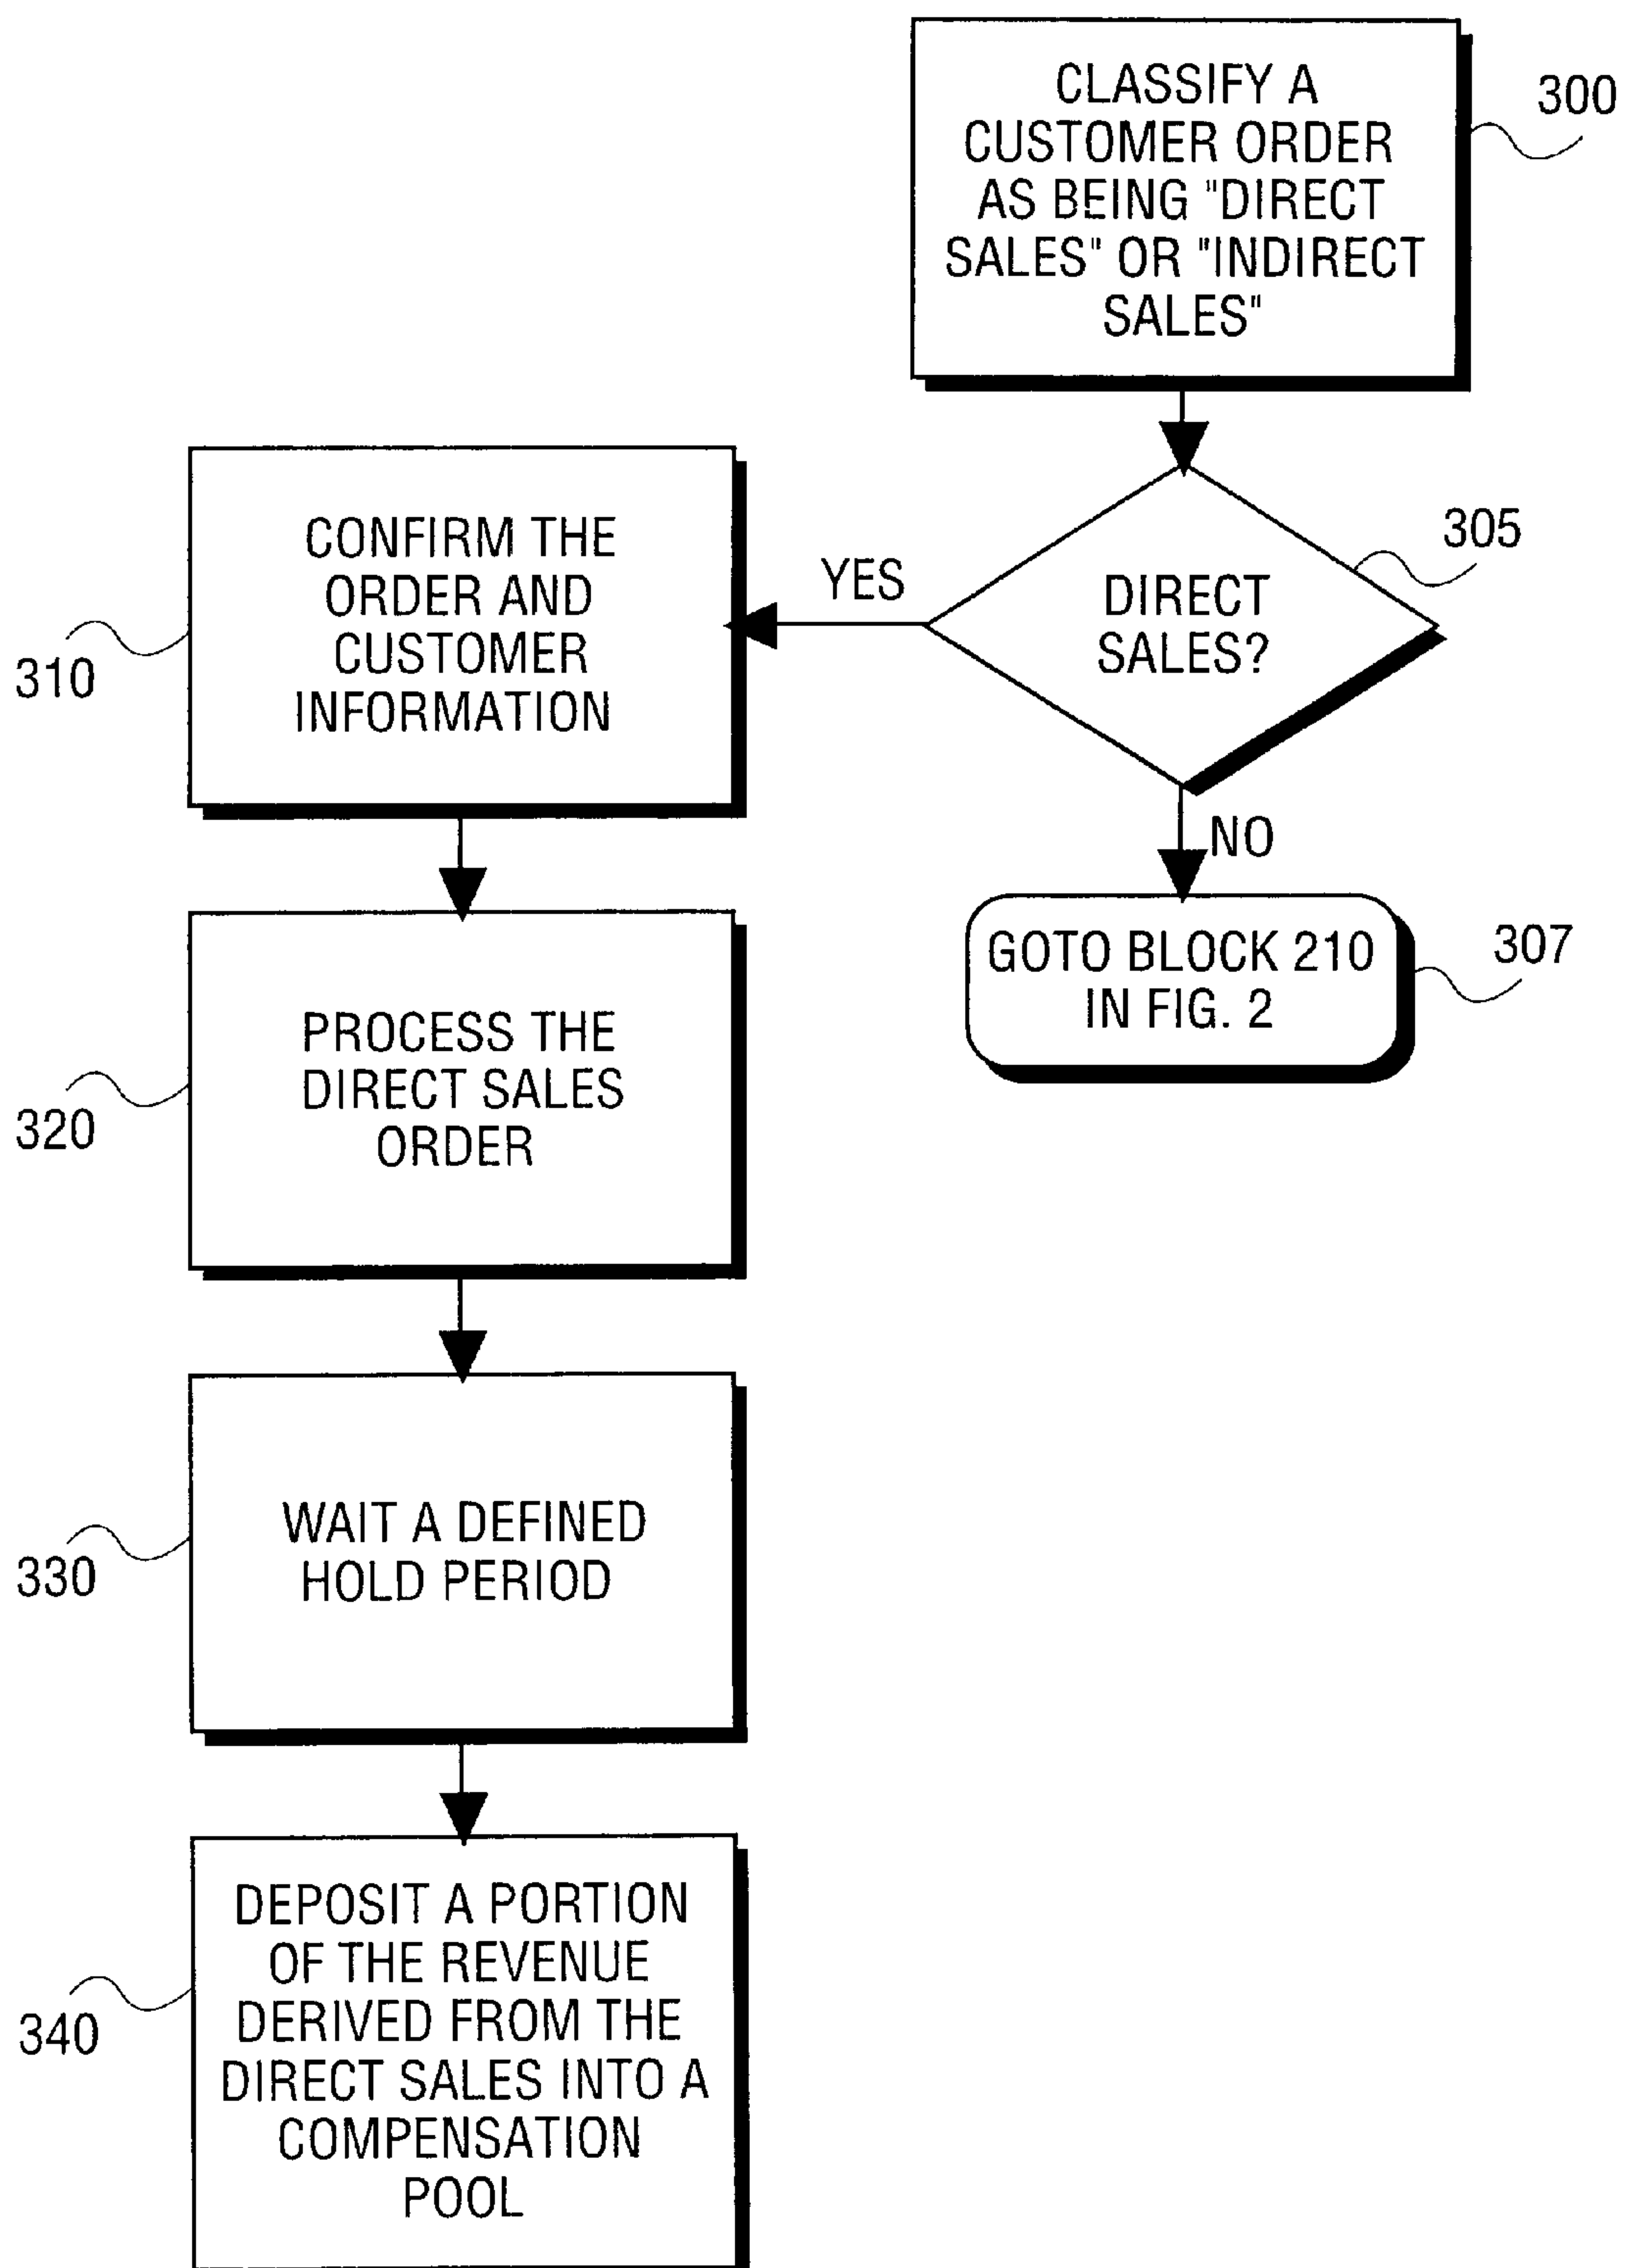 CLASSIFY A
CUSTOMER ORDER
AS BEING "DIRECT
SALES" OR "INDIRECT
SALES"
300
DIRECT
SALES?
305
YES
NO
GOTO BLOCK 210
IN FIG. 2
307
CONFIRM THE
ORDER AND
CUSTOMER
INFORMATION
310
PROCESS THE
DIRECT SALES
ORDER
320
WAIT A DEFINED
HOLD PERIOD
330
DEPOSIT A PORTION
OF THE REVENUE
DERIVED FROM THE
DIRECT SALES INTO A
COMPENSATION
POOL
340